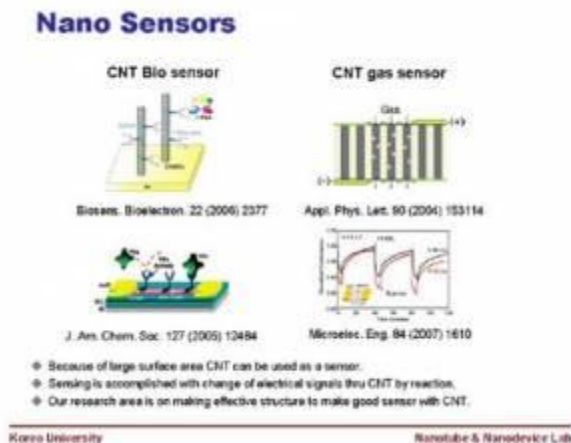 Nano Sensors
CNT Bio sensor
CNT gas sensor
Gas
(+)
(-)
Biosens. Bioelectron. 22 (2006) 2377
Appl. Phys. Lett. 90 (2004) 153114
J. Am. Chem. Soc. 127 (2005) 12484
Microelec. Eng. 84 (2007) 1610
Because of large surface area CNT can be used as a sensor.
Sensing is accomplished with change of electrical signals thru CNT by reaction.
Our research area is on making effective structure to make good sensor with CNT.
Korea University
Nanotube & Nanodevice Lab